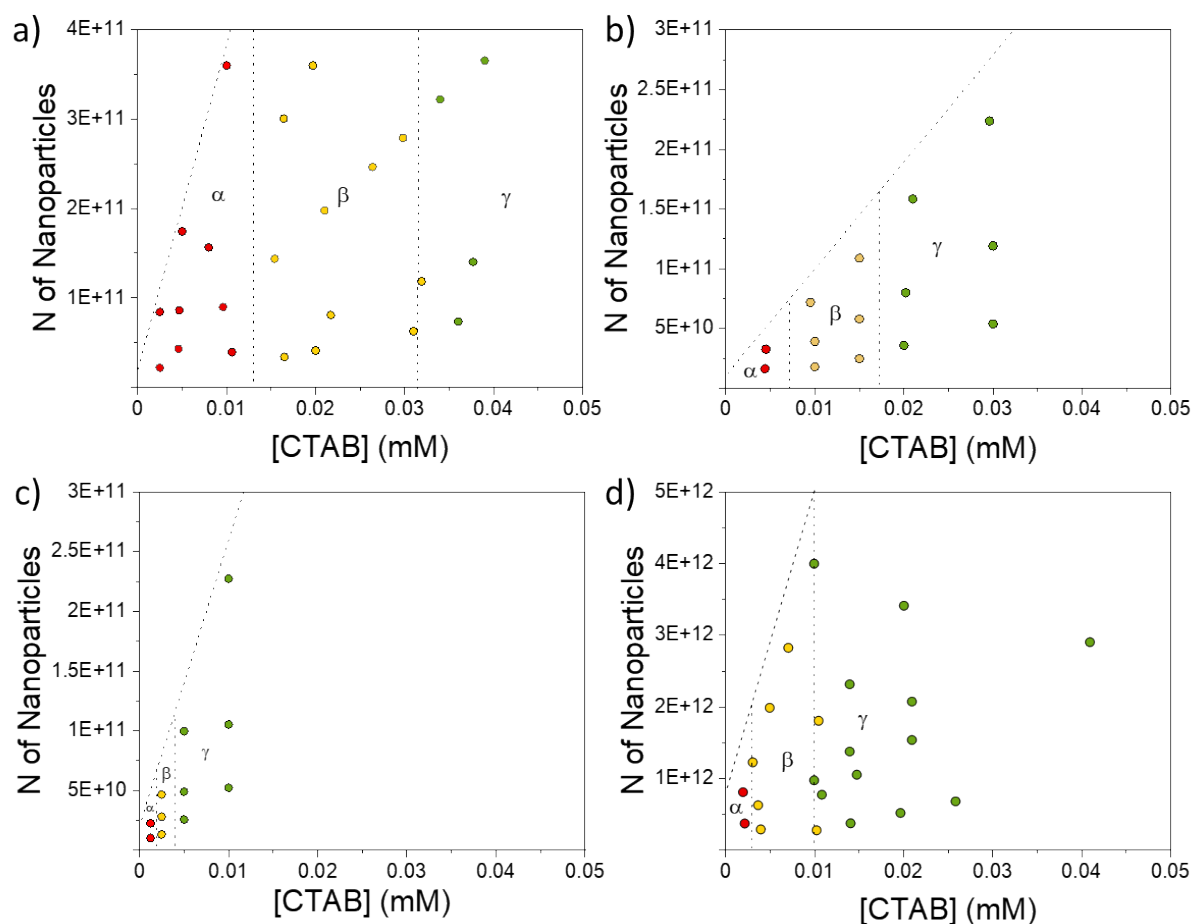 a)
4E+11
3E+11
2E+11
1E+11
N of Nanoparticles
α
β
γ
0 0.01 0.02 0.03 0.04 0.05
[CTAB] (mM)
b)
3E+11
2.5E+11
2E+11
1.5E+11
1E+11
5E+10
N of Nanoparticles
α
β
γ
0 0.01 0.02 0.03 0.04 0.05
[CTAB] (mM)
c)
3E+11
2.5E+11
2E+11
1.5E+11
1E+11
5E+10
N of Nanoparticles
α
β
γ
0 0.01 0.02 0.03 0.04 0.05
[CTAB] (mM)
d)
5E+12
4E+12
3E+12
2E+12
1E+12
N of Nanoparticles
α
β
γ
0 0.01 0.02 0.03 0.04 0.05
[CTAB] (mM)